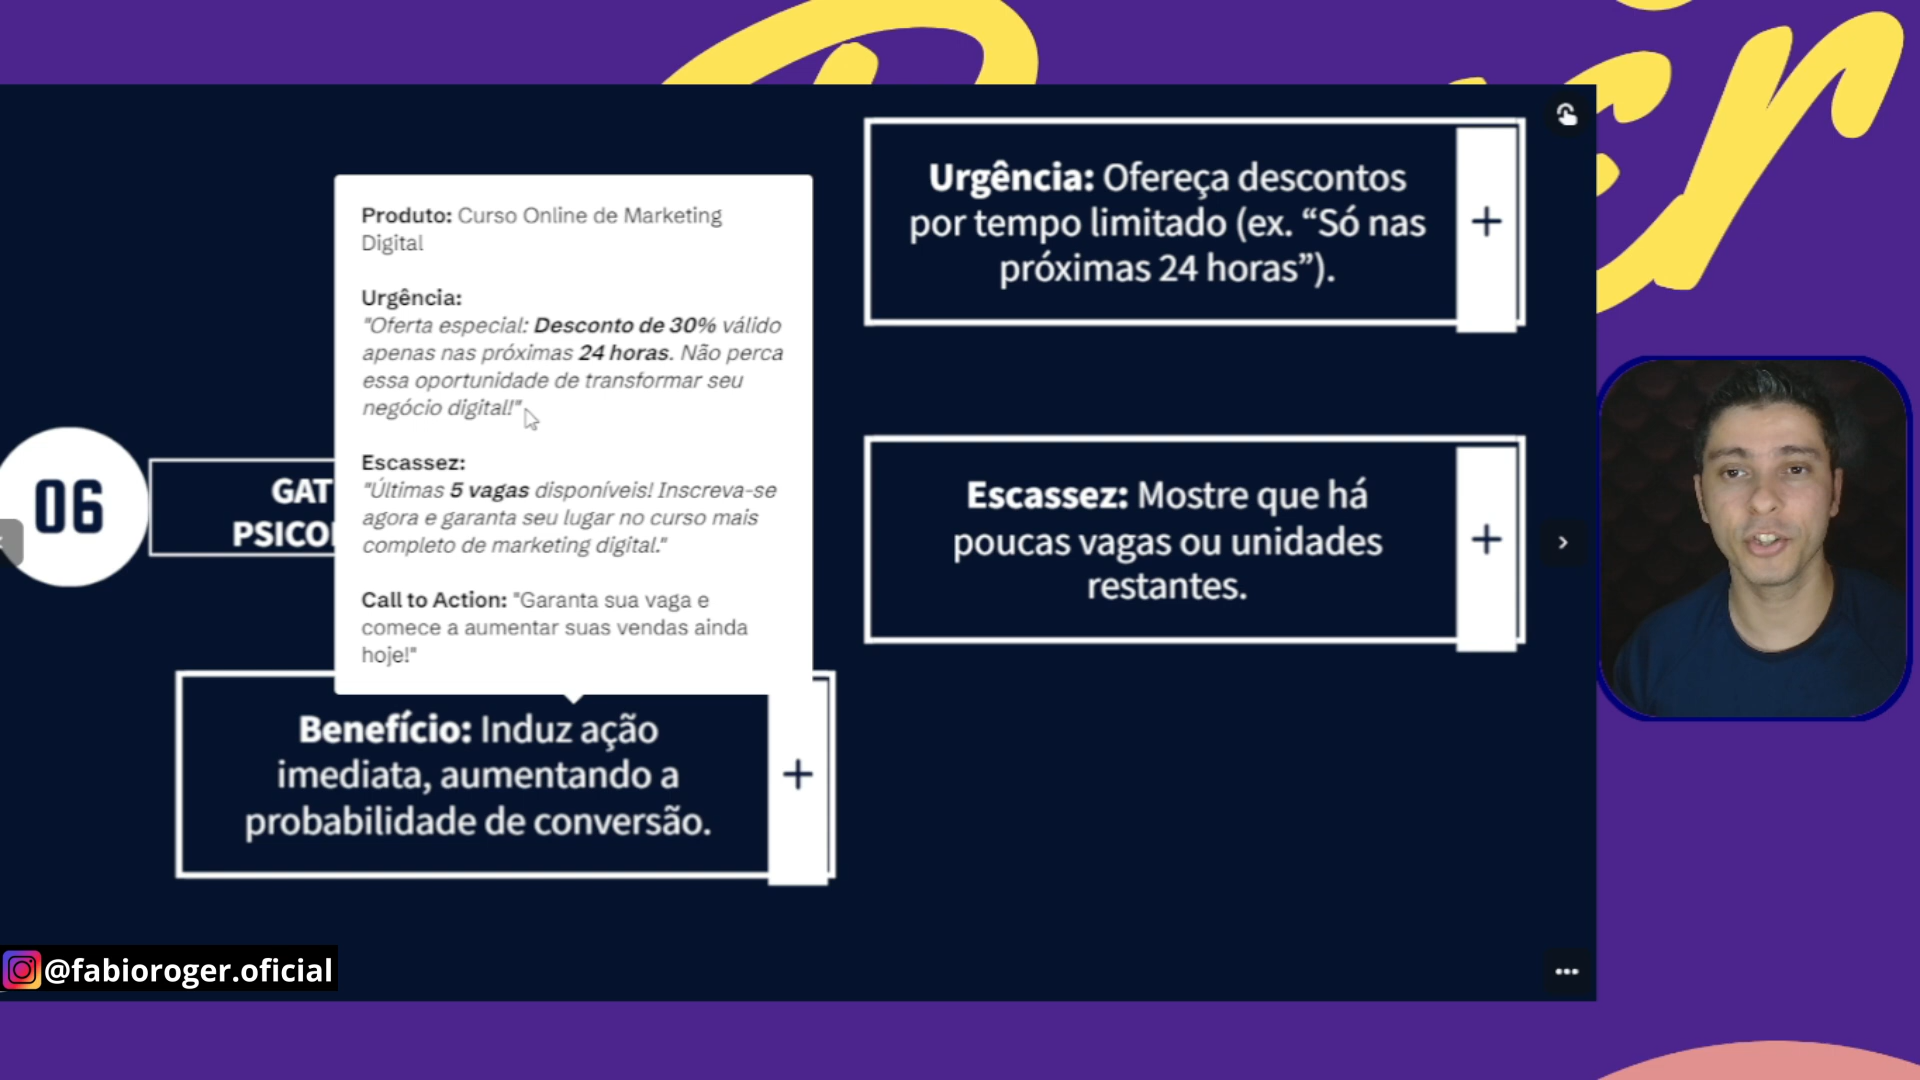 06
GAT
PSICO
Produto: Curso Online de Marketing
Digital
Urgência:
"Oferta especial: Desconto de 30% válido
apenas nas próximas 24 horas. Não perca
essa oportunidade de transformar seu
negócio digital!"
Escassez:
"Últimas 5 vagas disponíveis! Inscreva-se
agora e garanta seu lugar no curso mais
completo de marketing digital."
Call to Action: "Garanta sua vaga e
comece a aumentar suas vendas ainda
hoje!"
Benefício: Induz ação
imediata, aumentando a
probabilidade de conversão.
+
Urgência: Ofereça descontos
por tempo limitado (ex. “Só nas
próximas 24 horas”).
+
Escassez: Mostre que há
poucas vagas ou unidades
restantes.
+
@fabioroger.oficial